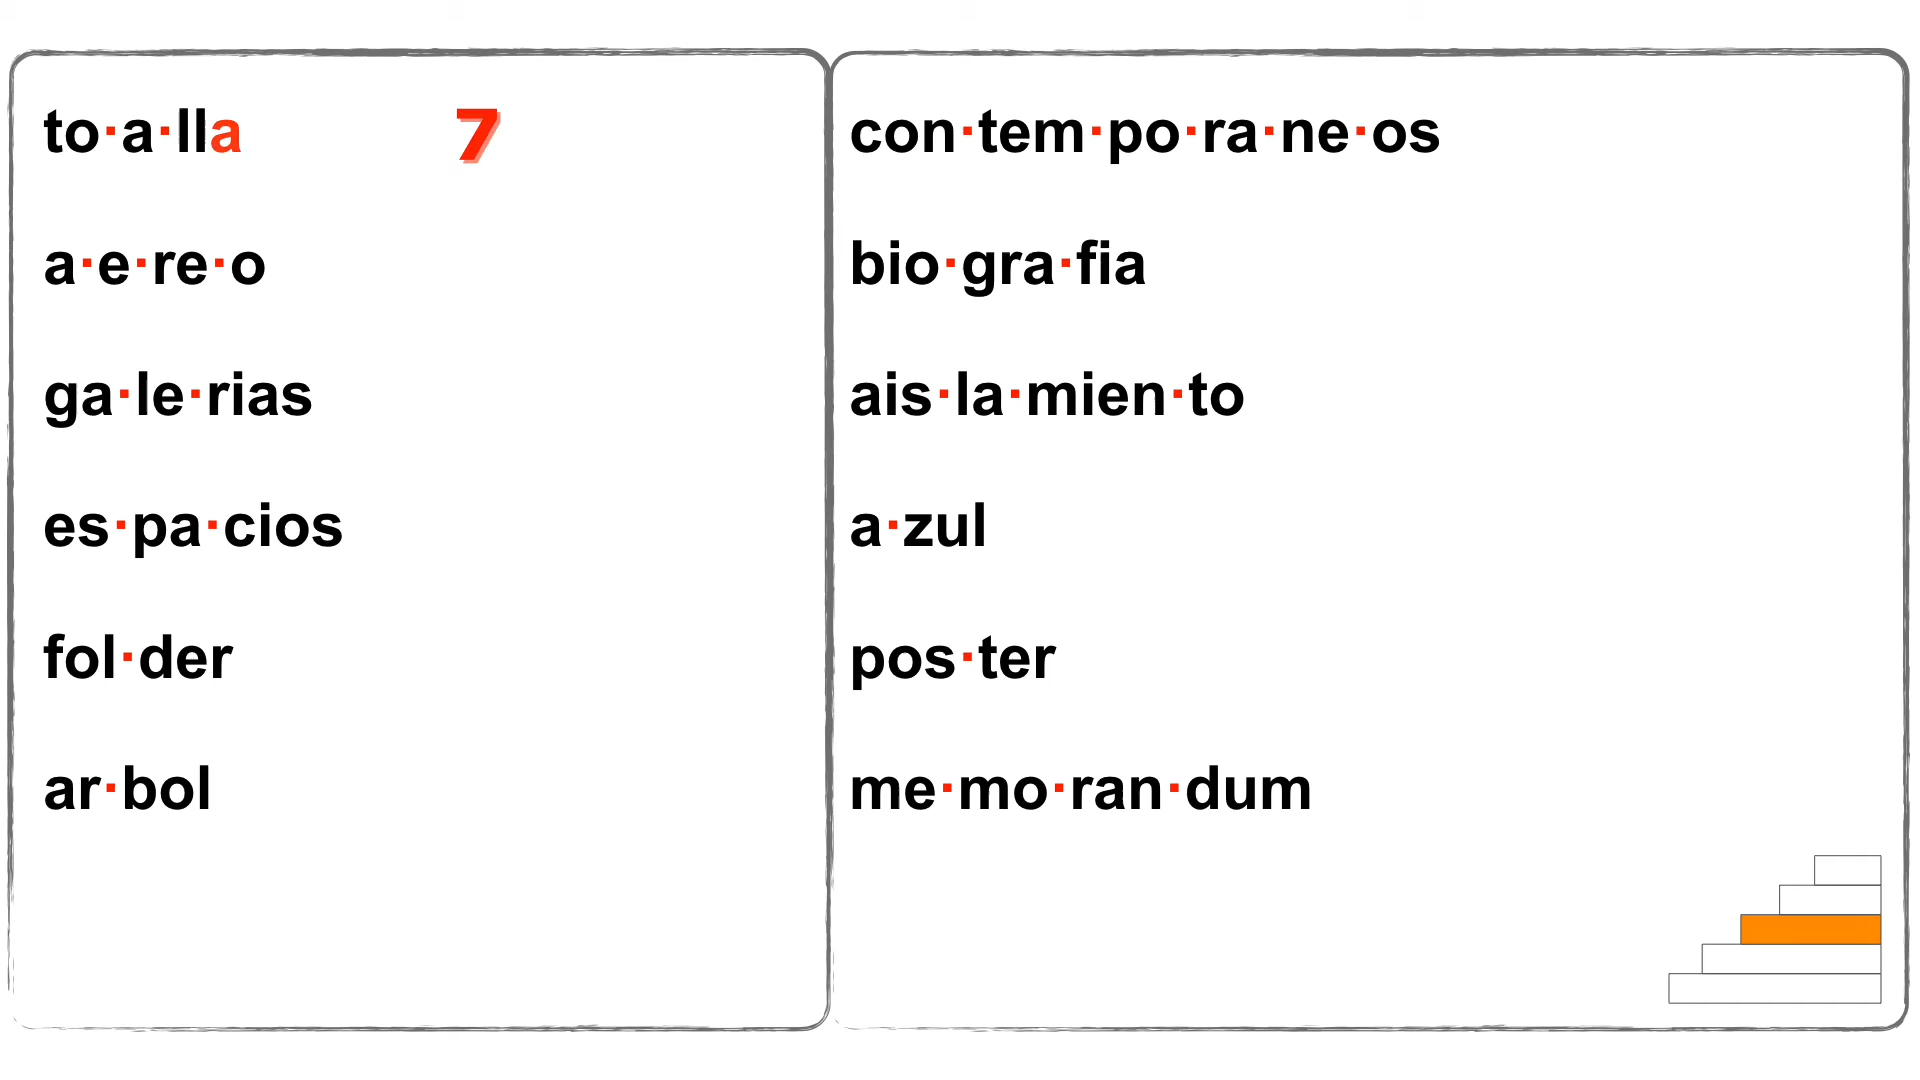 to·a·lla 7
a·e·re·o
ga·le·rias
es·pa·cios
fol·der
ar·bol
con·tem·po·ra·ne·os
bio·gra·fia
ais·la·mien·to
a·zul
pos·ter
me·mo·ran·dum